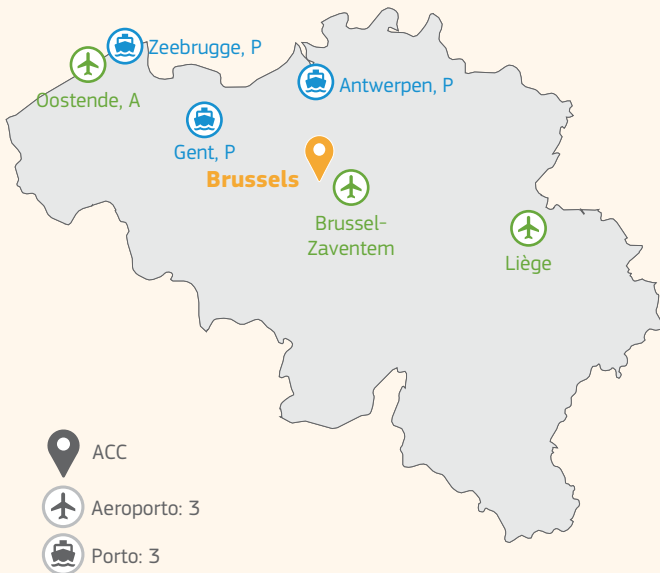 Zeebrugge, P
Oostende, A
Antwerpen, P
Gent, P
Brussels
Brussel-
Zaventem
Liège
ACC
Aeroporto: 3
Porto: 3